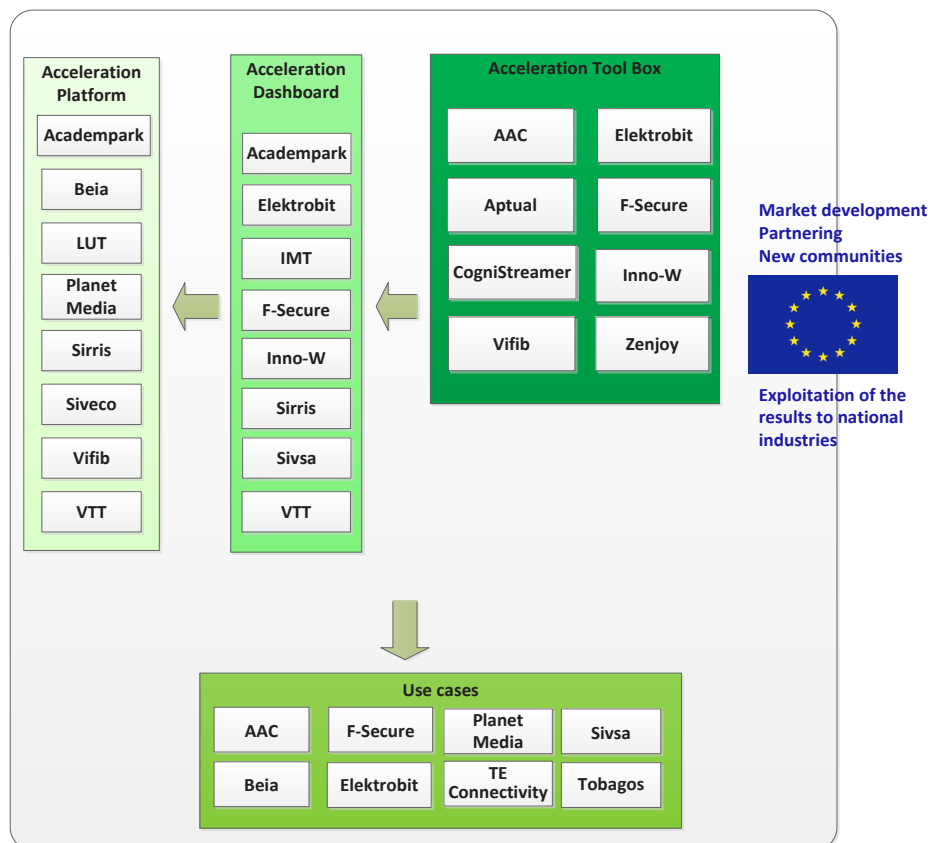 Acceleration
Platform
Academpark
Beia
LUT
Planet
Media
Sirris
Siveco
Vifib
VTT
Acceleration
Dashboard
Academpark
Elektrobit
IMT
F-Secure
Inno-W
Sirris
Sivsa
VTT
Acceleration Tool Box
AAC
Elektrobit
Aptual
F-Secure
CogniStreamer
Inno-W
Vifib
Zenjoy
Market development
Partnering
New communities
Exploitation of the
results to national
industries
Use cases
AAC
F-Secure
Planet
Media
Sivsa
Beia
Elektrobit
TE
Connectivity
Tobagos